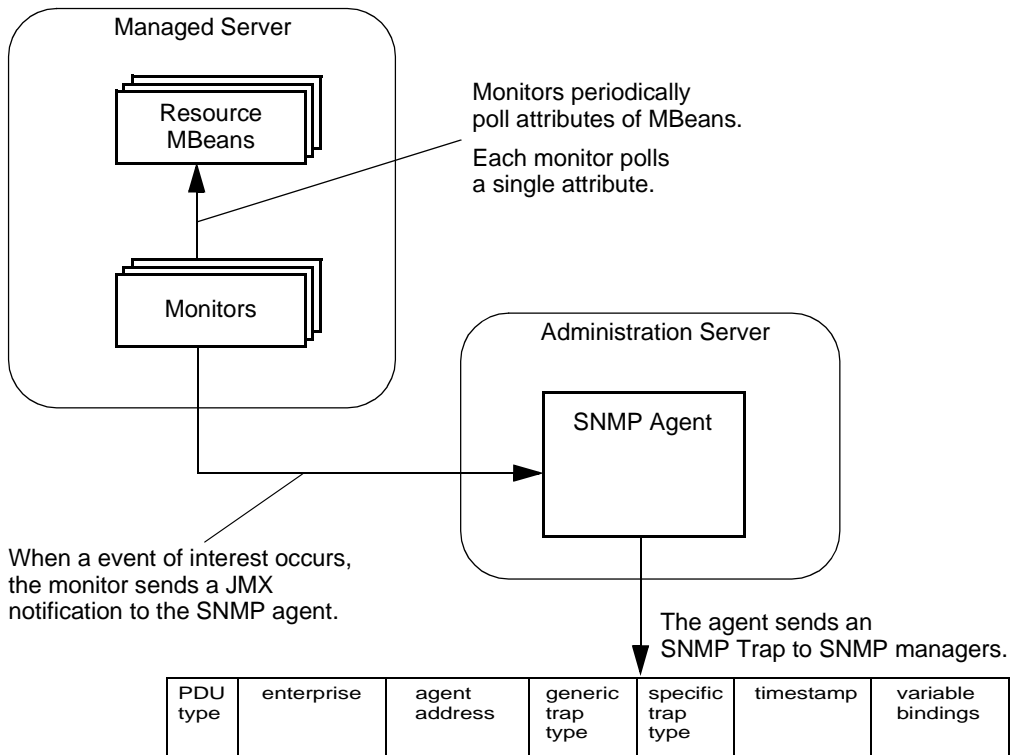 Managed Server
Resource
MBeans
Monitors periodically
poll attributes of MBeans.
Each monitor polls
a single attribute.
Monitors
Administration Server
SNMP Agent
When a event of interest occurs,
the monitor sends a JMX
notification to the SNMP agent.
The agent sends an
SNMP Trap to SNMP managers.
PDU
type
enterprise
agent
address
generic
trap
type
specific
trap
type
timestamp
variable
bindings